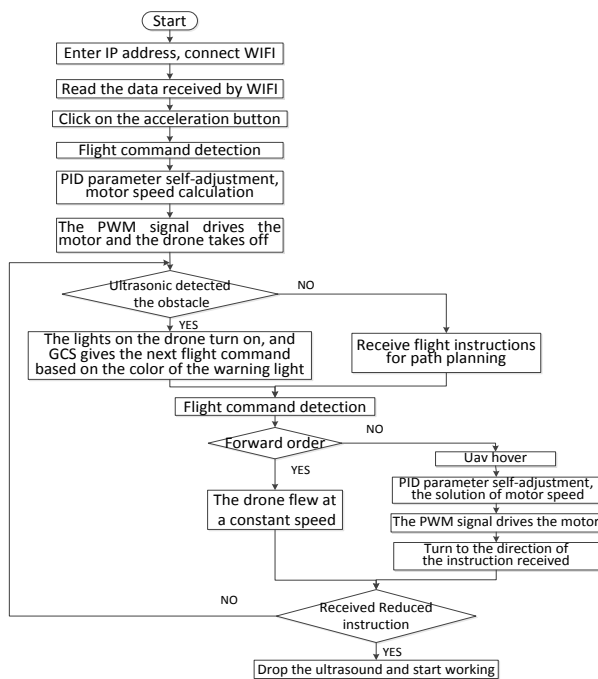 Start
Enter IP address, connect WIFI
Read the data received by WIFI
Click on the acceleration button
Flight command detection
PID parameter self-adjustment,
motor speed calculation
The PWM signal drives the
motor and the drone takes off
Ultrasonic detected
the obstacle
NO
YES
The lights on the drone turn on, and
GCS gives the next flight command
based on the color of the warning light
Receive flight instructions
for path planning
Flight command detection
Forward order
NO
YES
Uav hover
PID parameter self-adjustment,
the solution of motor speed
The drone flew at
a constant speed
The PWM signal drives the motor
Turn to the direction of
the instruction received
NO
Received Reduced
instruction
YES
Drop the ultrasound and start working